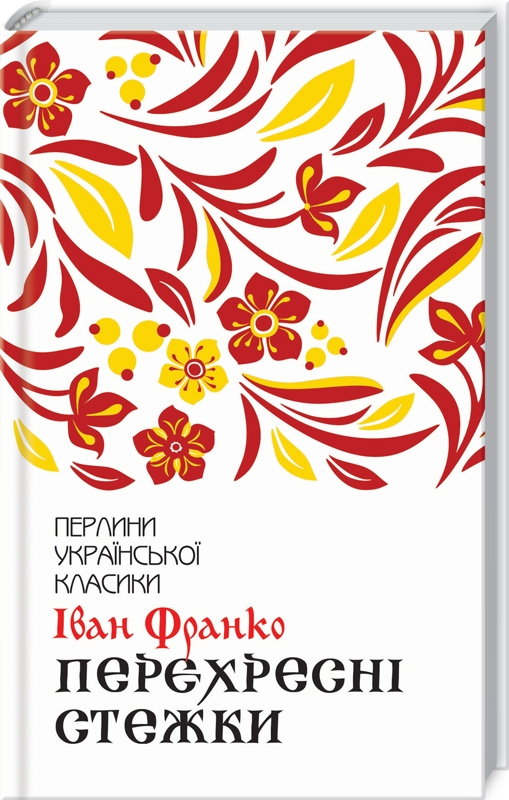 ПЕРЛИНИ
УКРАЇНСЬКОЇ
КЛАСИКИ
Іван Франко
ПЕРЕХРЕСНІ
СТЕЖКИ